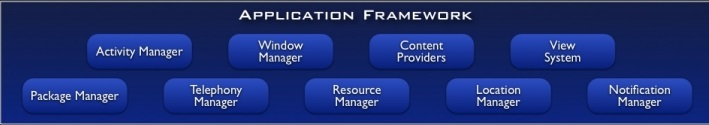 APPLICATION FRAMEWORK
Activity Manager
Window
Manager
Content
Providers
View
System
Package Manager
Telephony
Manager
Resource
Manager
Location
Manager
Notification
Manager